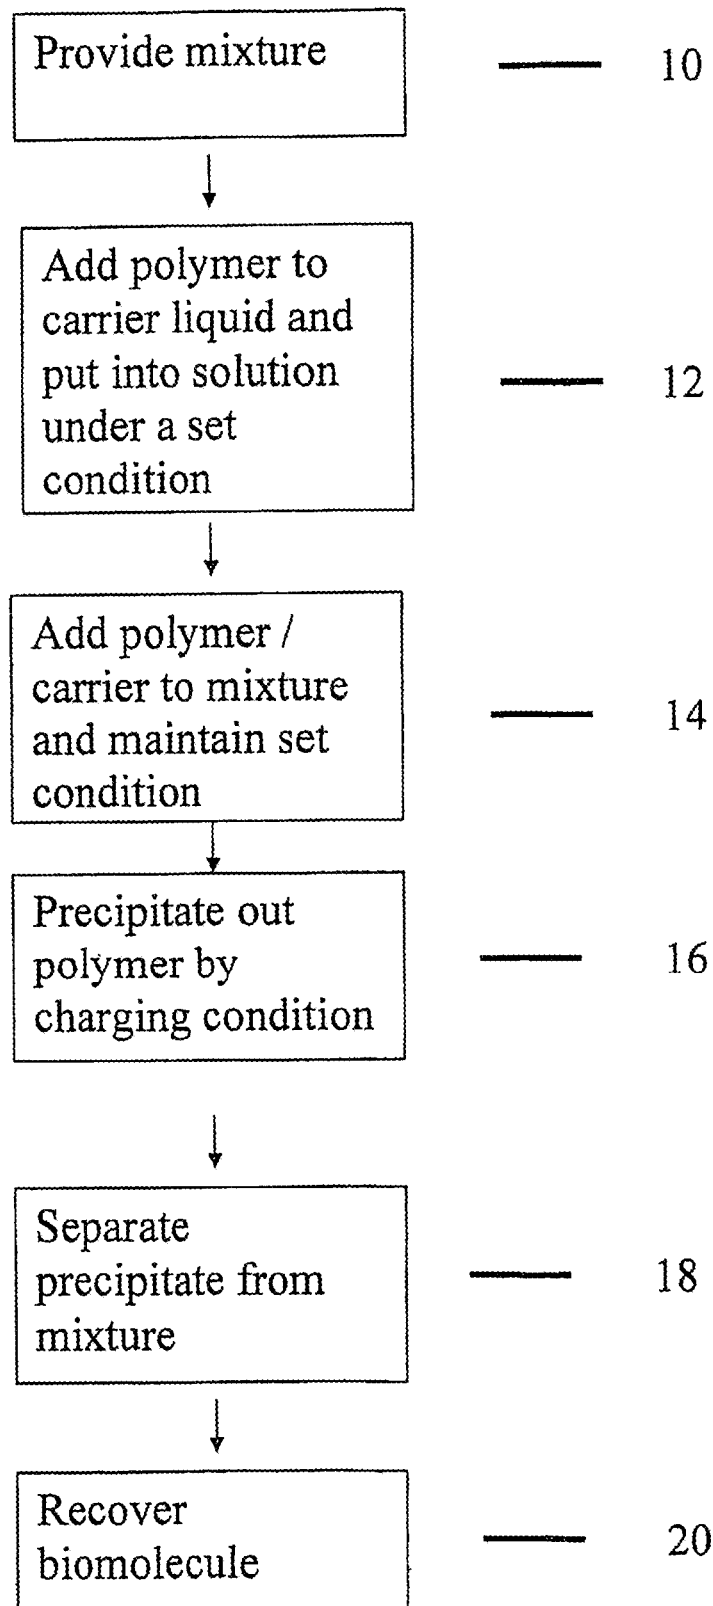 Provide mixture
10
Add polymer to
carrier liquid and
put into solution
under a set
condition
12
Add polymer /
carrier to mixture
and maintain set
condition
14
Precipitate out
polymer by
charging condition
16
Separate
precipitate from
mixture
18
Recover
biomolecule
20